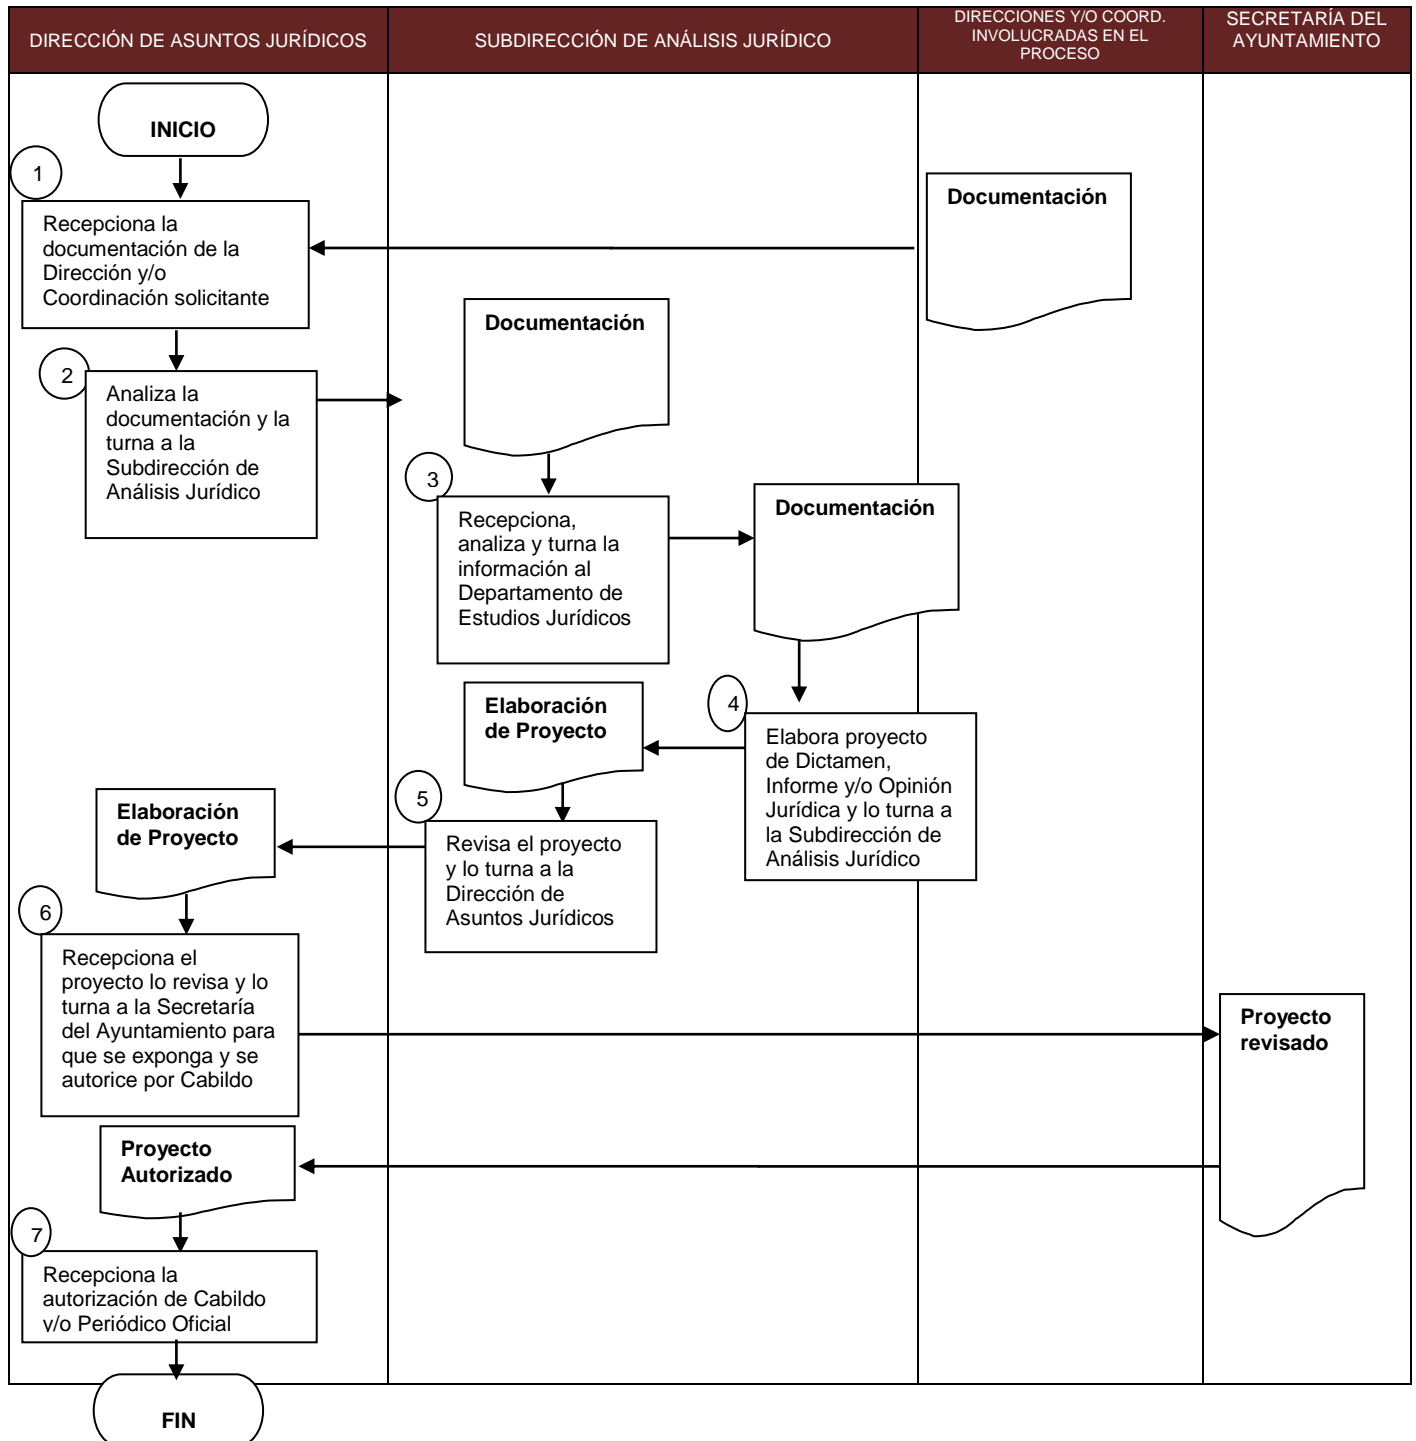 DIRECCIÓN DE ASUNTOS JURÍDICOS
SUBDIRECCIÓN DE ANÁLISIS JURÍDICO
DIRECCIONES Y/O COORD.
INVOLUCRADAS EN EL
PROCESO
SECRETARÍA DEL
AYUNTAMIENTO
INICIO
1
Recepciona la
documentación de la
Dirección y/o
Coordinación solicitante
Documentación
Documentación
2
Analiza la
documentación y la
turna a la
Subdirección de
Análisis Jurídico
3
Recepciona,
analiza y turna la
información al
Departamento de
Estudios Jurídicos
Documentación
4
Elabora proyecto
de Dictamen,
Informe y/o Opinión
Jurídica y lo turna a
la Subdirección de
Análisis Jurídico
Elaboración
de Proyecto
5
Revisa el proyecto
y lo turna a la
Dirección de
Asuntos Jurídicos
Elaboración
de Proyecto
6
Recepciona el
proyecto lo revisa y lo
turna a la Secretaría
del Ayuntamiento para
que se exponga y se
autorice por Cabildo
Proyecto
revisado
Proyecto
Autorizado
7
Recepciona la
autorización de Cabildo
y/o Periódico Oficial
FIN